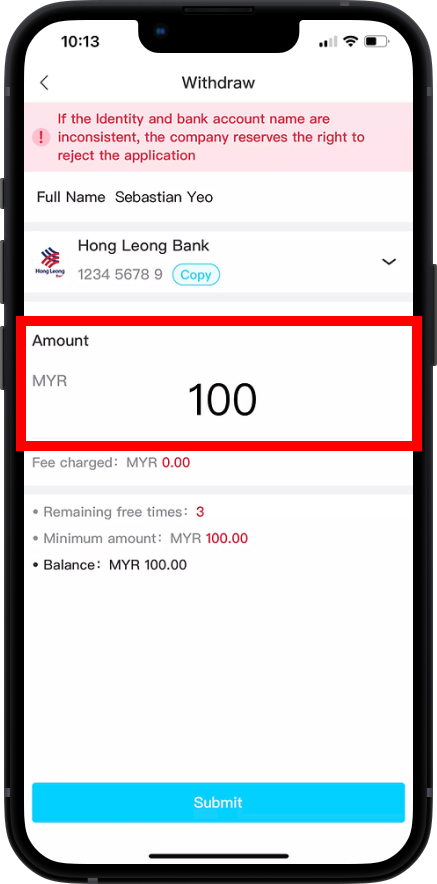 10:13
Withdraw
! If the Identity and bank account name are
inconsistent, the company reserves the right to
reject the application
Full Name Sebastian Yeo
Hong Leong Bank
Hong Leong
1234 5678 9 Copy
Amount
MYR
100
Fee charged: MYR 0.00
• Remaining free times: 3
• Minimum amount: MYR 100.00
• Balance: MYR 100.00
Submit